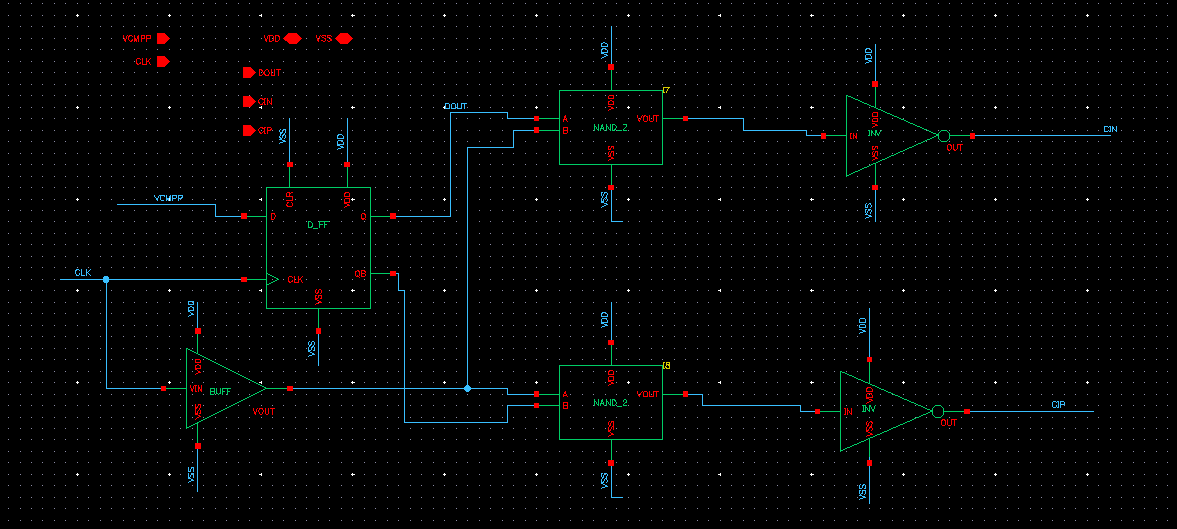 VCMPP
VDD
VSS
CLK
DOUT
CIN
CIP
VSS
VDD
CLR
VDD
VCMPP
D
Q
D_FF
CLK
CLK
QB
VSS
VSS
VDD
VDD
VIN
BUFF
VOUT
VSS
VSS
DOUT
VDD
I7
VDD
A
VOUT
B
NAND_2
VSS
VSS
VDD
VDD
IN
INV
OUT
VSS
VSS
CIN
VDD
I8
VDD
A
VOUT
B
NAND_2
VSS
VSS
VDD
VDD
IN
INV
OUT
VSS
VSS
CIP